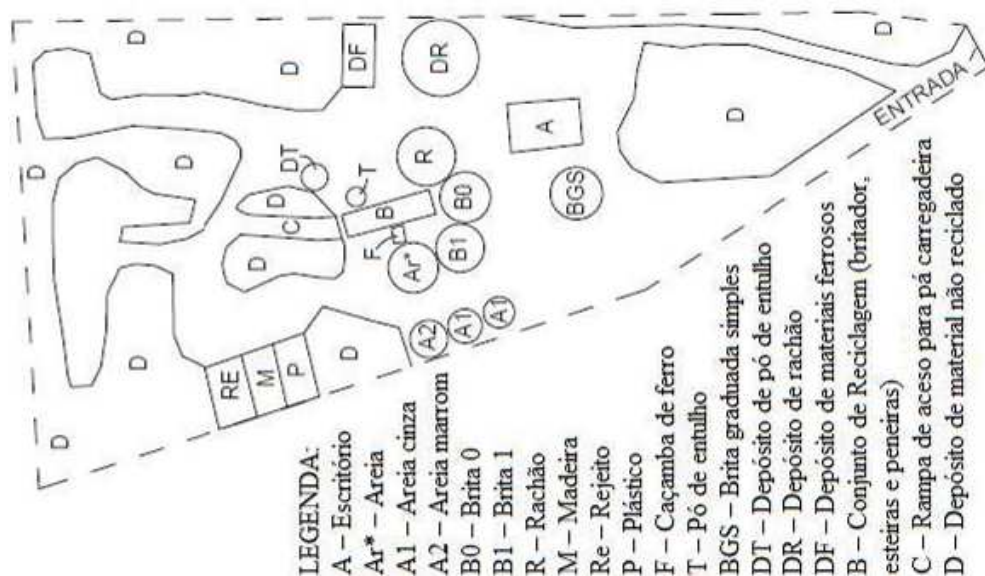 LEGENDA:
A – Escritório
Ar* – Areia
A1 – Areia cinza
A2 – Areia marrom
B0 – Brita 0
B1 – Brita 1
R – Rachão
M – Madeira
Re – Rejeito
P – Plástico
F – Caçamba de ferro
T – Pó de entulho
BGS – Brita graduada simples
DT – Depósito de pó de entulho
DR – Depósito de rachão
DF – Depósito de materiais ferrosos
B – Conjunto de Reciclagem (britador,
esteiras e peneiras)
C – Rampa de aceso para pá carregadeira
D – Depósito de material não reciclado
D
D
D
D
D
D
RE
M
P
D
D
C
D
DT
T
F
B
DF
DR
R
Ar*
B0
B1
A2
A1
A1
BGS
A
D
D
ENTRADA